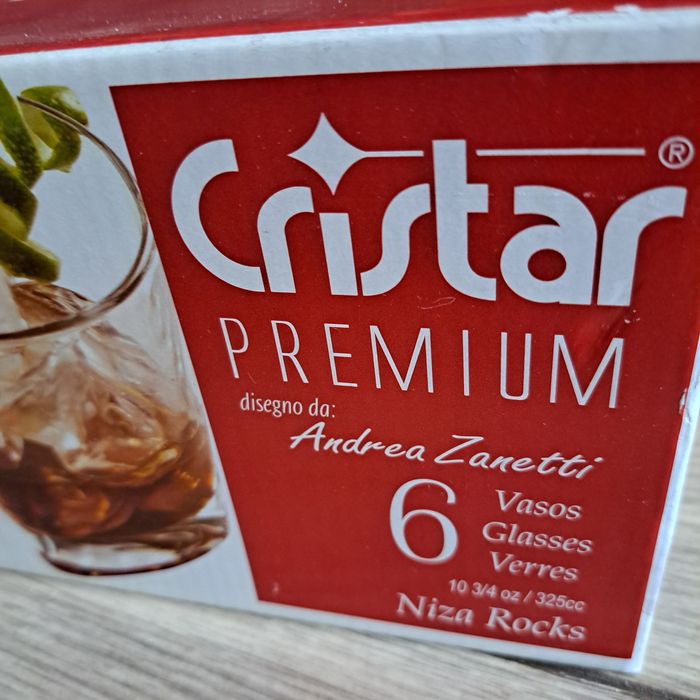 Cristar®
PREMIUM
disegno da:
Andrea Zanetti
6
Vasos
Glasses
Verres
10 3/4 oz / 325cc
Niza Rocks